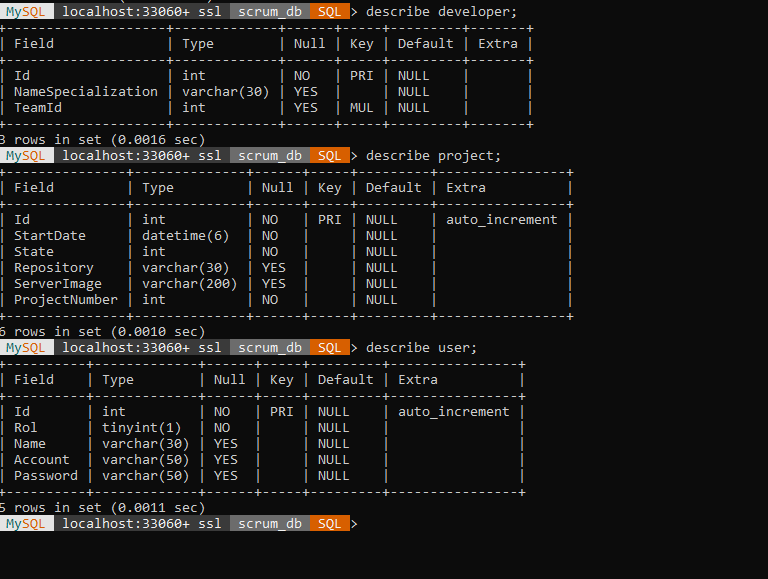 MySQL localhost:33060+ ssl scrum_db SQL > describe developer;
+--------------------+-------------+------+-----+---------+-------+
| Field              | Type        | Null | Key | Default | Extra |
+--------------------+-------------+------+-----+---------+-------+
| Id                 | int         | NO   | PRI | NULL    |       |
| NameSpecialization | varchar(30) | YES  |     | NULL    |       |
| TeamId             | int         | YES  | MUL | NULL    |       |
+--------------------+-------------+------+-----+---------+-------+
3 rows in set (0.0016 sec)
MySQL localhost:33060+ ssl scrum_db SQL > describe project;
+---------------+--------------+------+-----+---------+----------------+
| Field         | Type         | Null | Key | Default | Extra          |
+---------------+--------------+------+-----+---------+----------------+
| Id            | int          | NO   | PRI | NULL    | auto_increment |
| StartDate     | datetime(6)  | NO   |     | NULL    |                |
| State         | int          | NO   |     | NULL    |                |
| Repository    | varchar(30)  | YES  |     | NULL    |                |
| ServerImage   | varchar(200) | YES  |     | NULL    |                |
| ProjectNumber | int          | NO   |     | NULL    |                |
+---------------+--------------+------+-----+---------+----------------+
6 rows in set (0.0010 sec)
MySQL localhost:33060+ ssl scrum_db SQL > describe user;
+----------+-------------+------+-----+---------+----------------+
| Field    | Type        | Null | Key | Default | Extra          |
+----------+-------------+------+-----+---------+----------------+
| Id       | int         | NO   | PRI | NULL    | auto_increment |
| Rol      | tinyint(1)  | NO   |     | NULL    |                |
| Name     | varchar(30) | YES  |     | NULL    |                |
| Account  | varchar(50) | YES  |     | NULL    |                |
| Password | varchar(50) | YES  |     | NULL    |                |
+----------+-------------+------+-----+---------+----------------+
5 rows in set (0.0011 sec)
MySQL localhost:33060+ ssl scrum_db SQL >